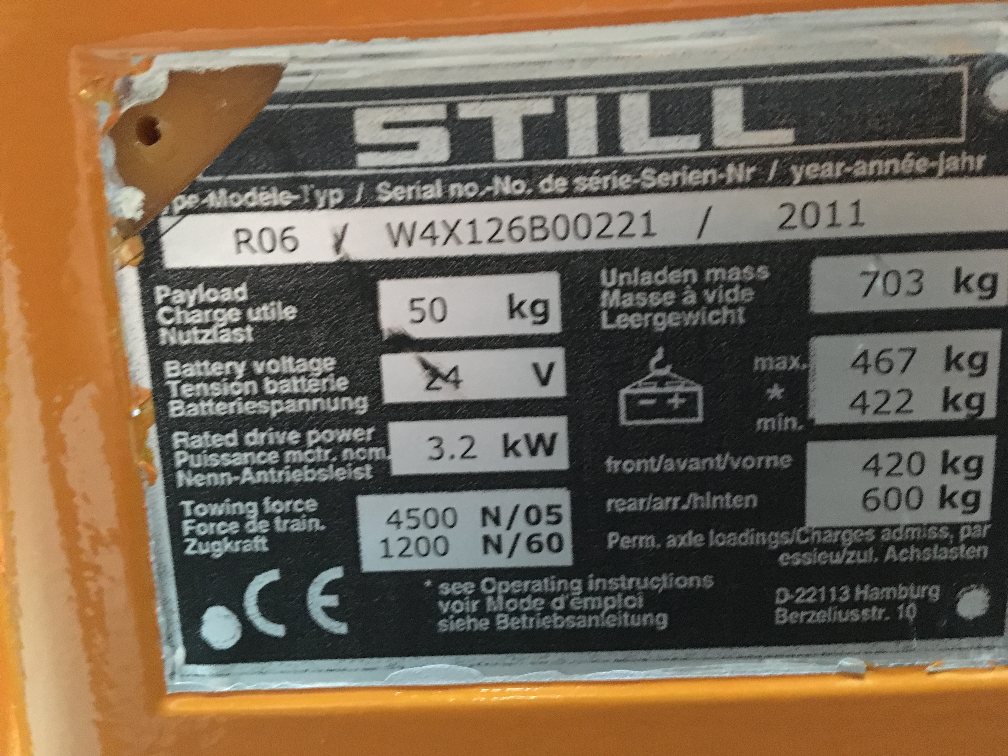 STILL
Typ / Serial no.-No. de série-Serien-Nr / year-année-jahr
R06 / W4X126B00221 / 2011
Payload
Charge utile
Nutzlast
50 kg
Unladen mass
Masse à vide
Leergewicht
703 kg
Battery voltage
Tension batterie
Batteriespannung
24 V
- +
max.
*
min.
467 kg
422 kg
Rated drive power
Puissance motr. nom.
Nenn-Antriebsleist
3.2 kW
front/avant/vorne
420 kg
rear/arr./hinten
600 kg
Towing force
Force de train.
Zugkraft
4500 N/05
1200 N/60
Perm. axle loadings/Charges admiss, par
essieu/zul. Achslasten
CE
* see Operating instructions
voir Mode d'emploi
siehe Betriebsanleitung
D-22113 Hamburg
Berzeliusstr. 10